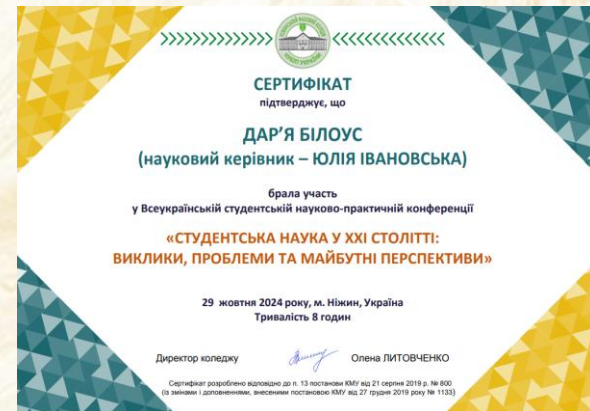 СЕРТИФІКАТ
підтверджує, що
ДАР’Я БІЛОУС
(науковий керівник – ЮЛІЯ ІВАНОВСЬКА)
брала участь
у Всеукраїнській студентській науково-практичній конференції
«СТУДЕНТСЬКА НАУКА У ХХІ СТОЛІТТІ:
ВИКЛИКИ, ПРОБЛЕМИ ТА МАЙБУТНІ ПЕРСПЕКТИВИ»
29 жовтня 2024 року, м. Ніжин, Україна
Тривалість 8 годин
Директор коледжу Олена ЛИТОВЧЕНКО
Сертифікат розроблено відповідно до п. 13 постанови КМУ від 21 серпня 2019 р. № 800
(із змінами і доповненнями, внесеними постановою КМУ від 27 грудня 2019 року № 1133)